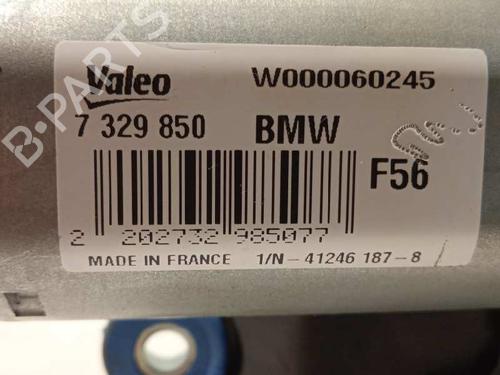 Valeo W000060245
7 329 850 BMW
F56
2 202732 985077
MADE IN FRANCE 1/N - 41246 187 - 8
B-PARTS